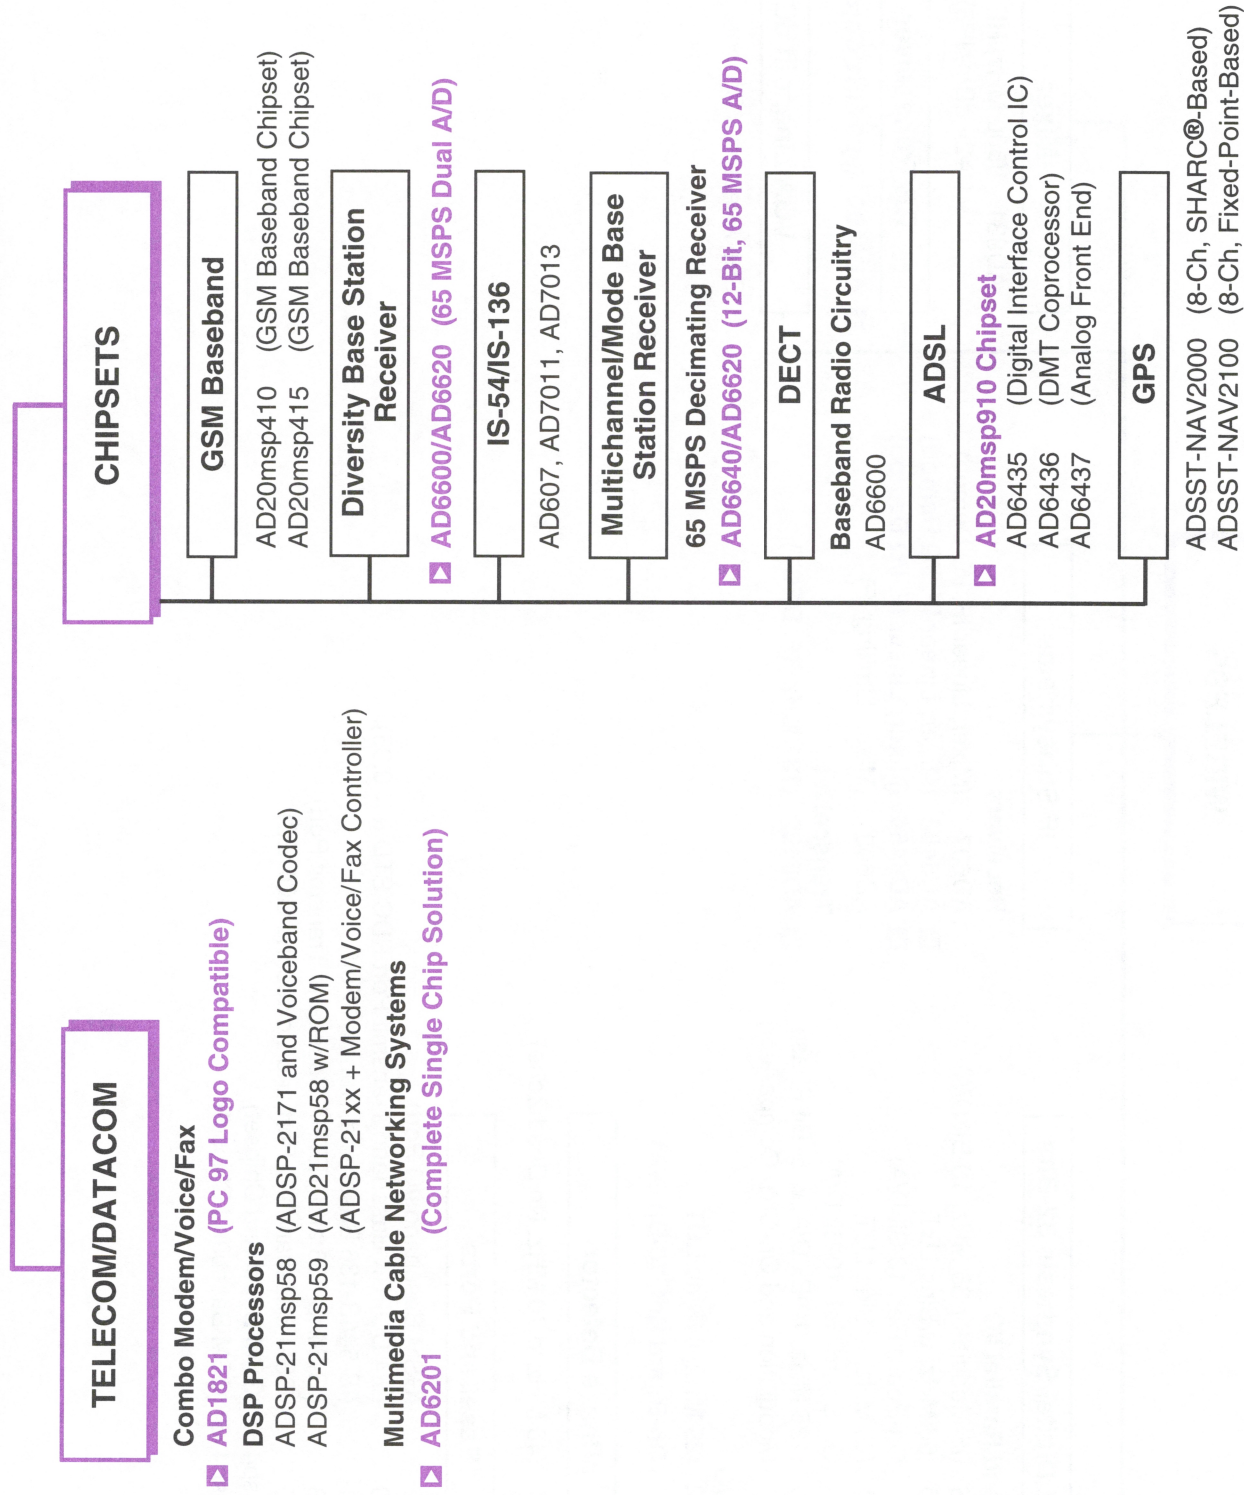 TELECOM/DATACOM
Combo Modem/Voice/Fax
AD1821 (PC 97 Logo Compatible)
DSP Processors
ADSP-21msp58 (ADSP-2171 and Voiceband Codec)
ADSP-21msp59 (AD21msp58 w/ROM)
(ADSP-21xx + Modem/Voice/Fax Controller)
Multimedia Cable Networking Systems
AD6201 (Complete Single Chip Solution)
CHIPSETS
GSM Baseband
AD20msp410 (GSM Baseband Chipset)
AD20msp415 (GSM Baseband Chipset)
Diversity Base Station
Receiver
AD6600/AD6620 (65 MSPS Dual A/D)
IS-54/IS-136
AD607, AD7011, AD7013
Multichannel/Mode Base
Station Receiver
65 MSPS Decimating Receiver
AD6640/AD6620 (12-Bit, 65 MSPS A/D)
DECT
Baseband Radio Circuitry
AD6600
ADSL
AD20msp910 Chipset
AD6435 (Digital Interface Control IC)
AD6436 (DMT Coprocessor)
AD6437 (Analog Front End)
GPS
ADSST-NAV2000 (8-Ch, SHARC®-Based)
ADSST-NAV2100 (8-Ch, Fixed-Point-Based)